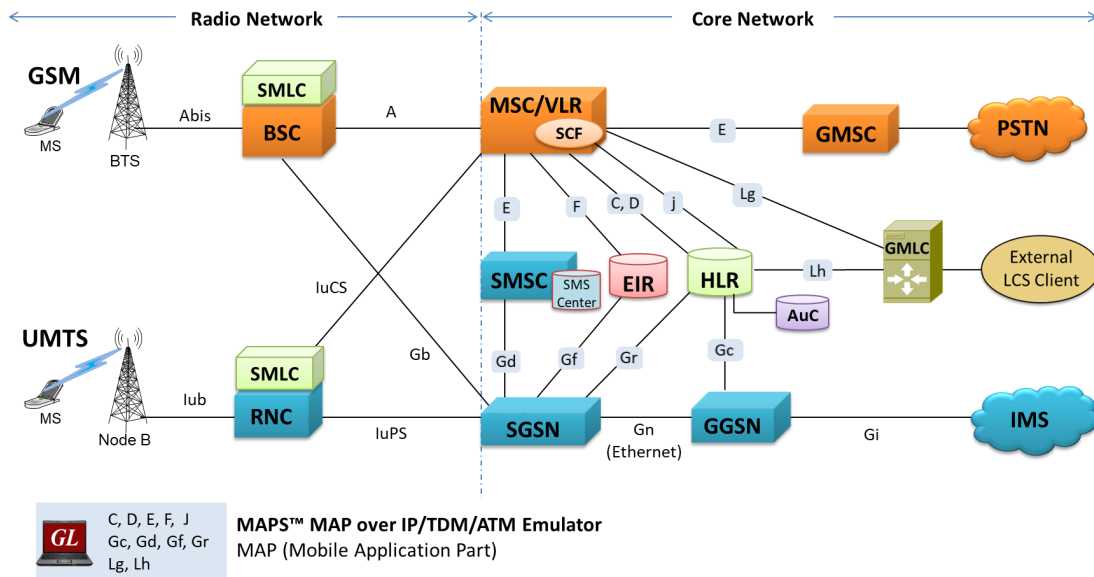 Radio Network
Core Network
GSM
SMLC
MSC/VLR
SCF
BSC
GMSC
PSTN
Abis
A
E
MS
BTS
E
F
C, D
j
Lg
GMLC
SMSC
SMS
Center
EIR
HLR
Lh
External
LCS Client
IuCS
AuC
UMTS
Gb
Gd
Gf
Gr
Gc
SMLC
MS
Iub
RNC
IuPS
SGSN
Gn
(Ethernet)
GGSN
Gi
IMS
Node B
GL
C, D, E, F, J
Gc, Gd, Gf, Gr
Lg, Lh
MAPS™ MAP over IP/TDM/ATM Emulator
MAP (Mobile Application Part)